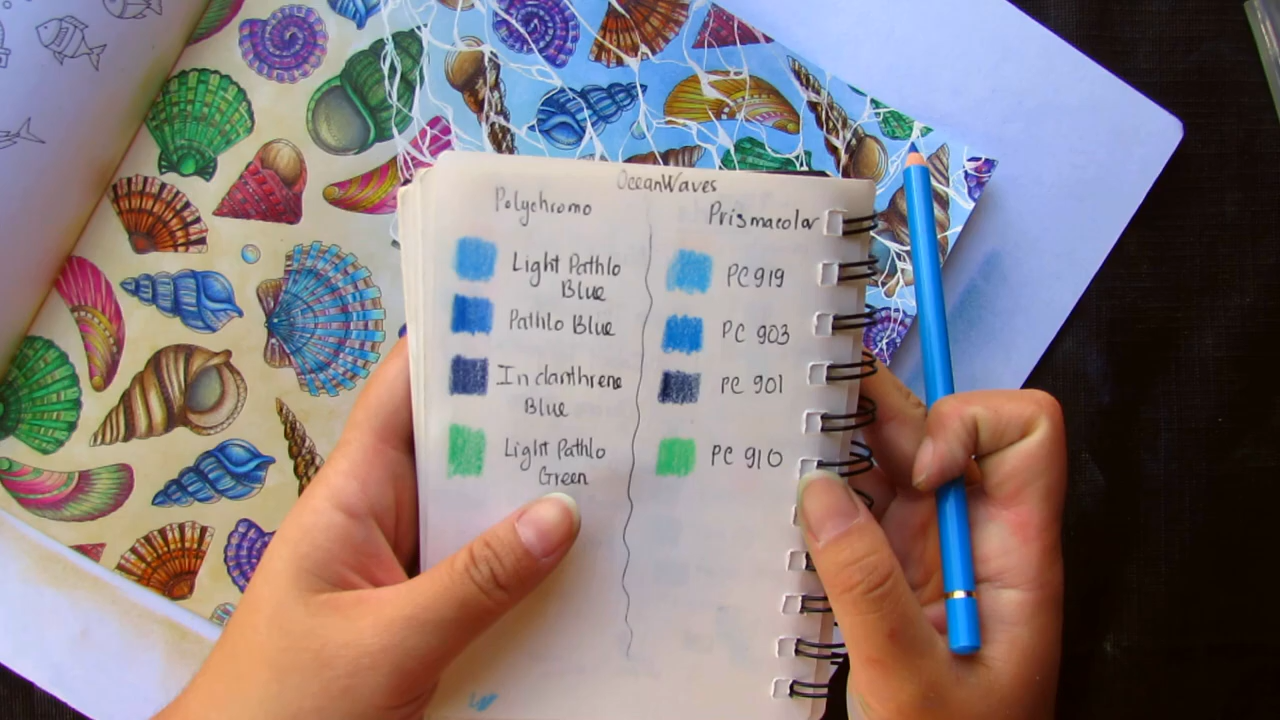 OceanWaves
Polychromo
Prismacolor
Light Pathlo
Blue
PC 919
Pathlo Blue
PC 903
Indanthrene
Blue
PC 901
Light Pathlo
Green
PC 910